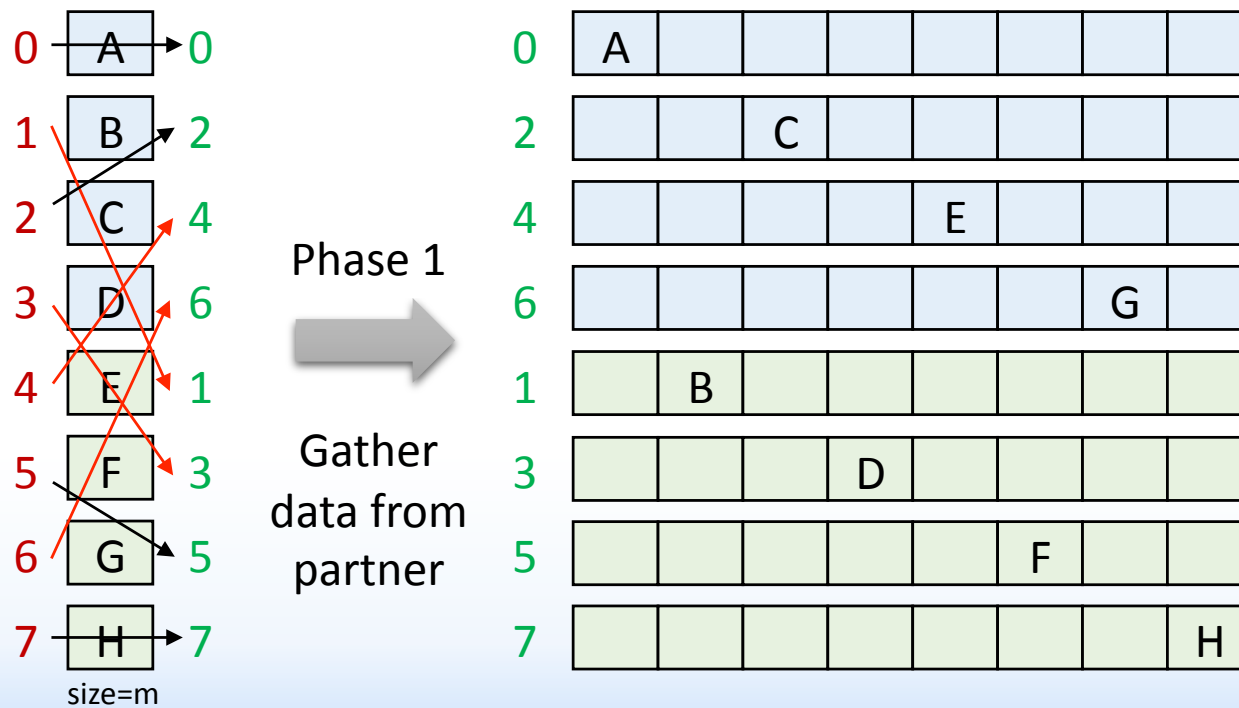 0 A 0 0 A
1 B 2 2 C
2 C 4 4 E
Phase 1
3 D 6 6 G
4 E 1 1 B
Gather
5 F 3 3 D
data from
6 G 5 5 F
partner
7 H 7 7 H
size=m